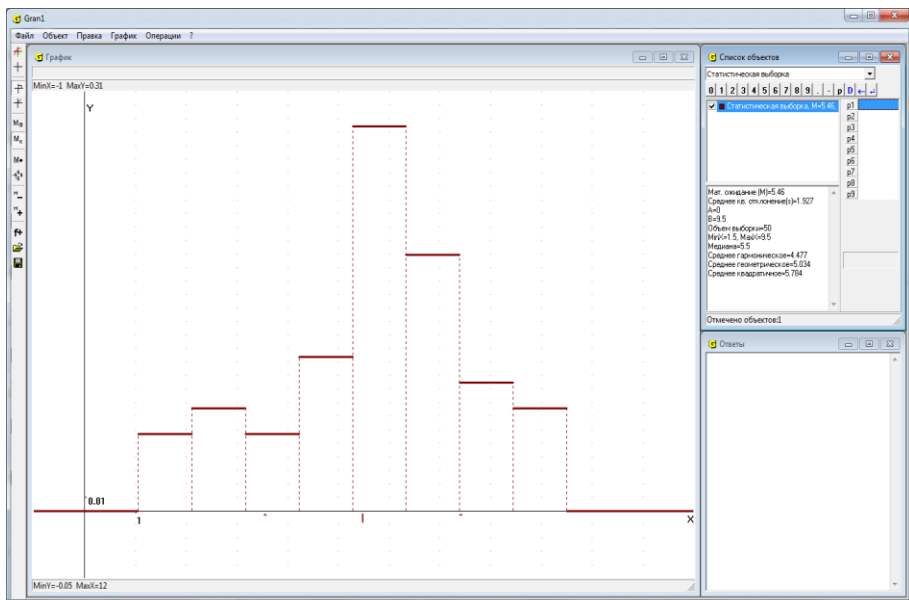 Gran1
Файл Объект Правка График Операции ?
График
MinX=-1 MaxY=0.31
Y
0.01
1
X
MinY=-0.05 MaxX=12
Список объектов
Статистическая выборка
0 1 2 3 4 5 6 7 8 9 . - p D
Статистическая выборка, M=5.46,
p1
p2
p3
p4
p5
p6
p7
p8
p9
Мат. ожидание (M)=5.46
Среднее кв. отклонение(s)=1.927
A=0
B=9.5
Объем выборки=50
MinX=1.5, MaxX=9.5
Медиана=5.5
Среднее гармоническое=4.477
Среднее геометрическое=5.034
Среднее квадратичное=5.784
Отмечено объектов:1
Ответы